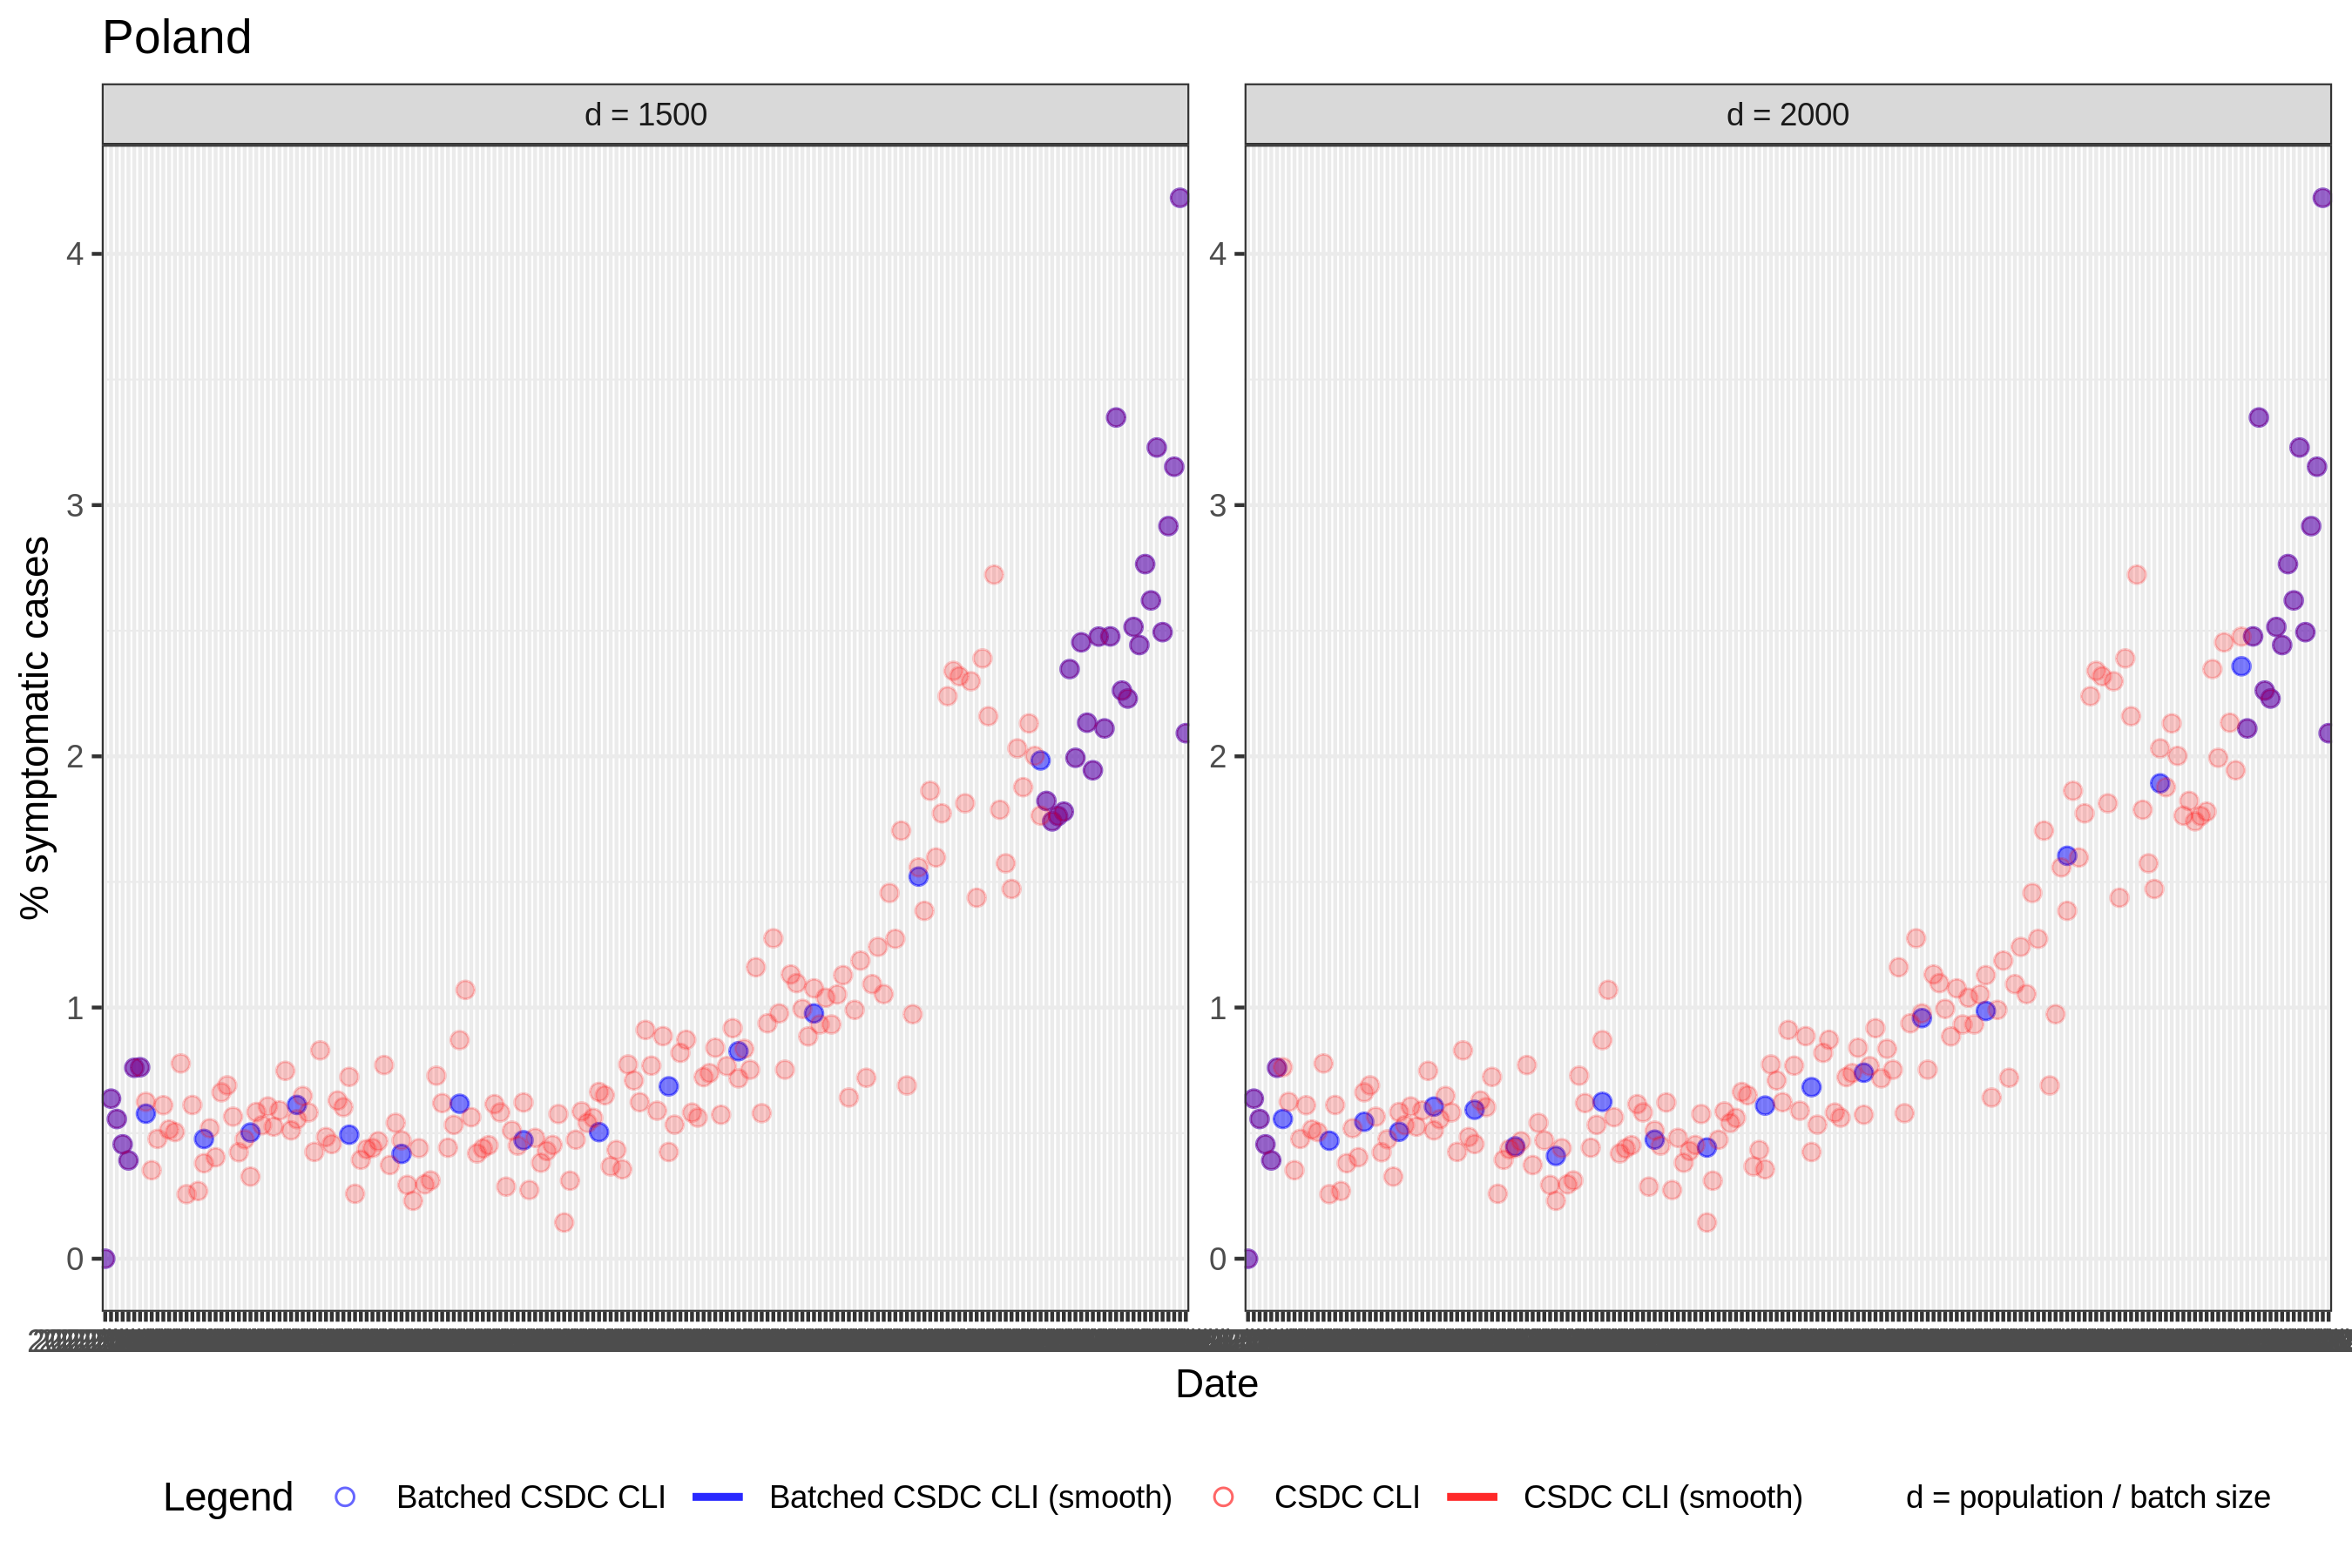 Poland
d = 1500
d = 2000
% symptomatic cases
4
3
2
1
0
4
3
2
1
0
Date
Legend
Batched CSDC CLI
Batched CSDC CLI (smooth)
CSDC CLI
CSDC CLI (smooth)
d = population / batch size